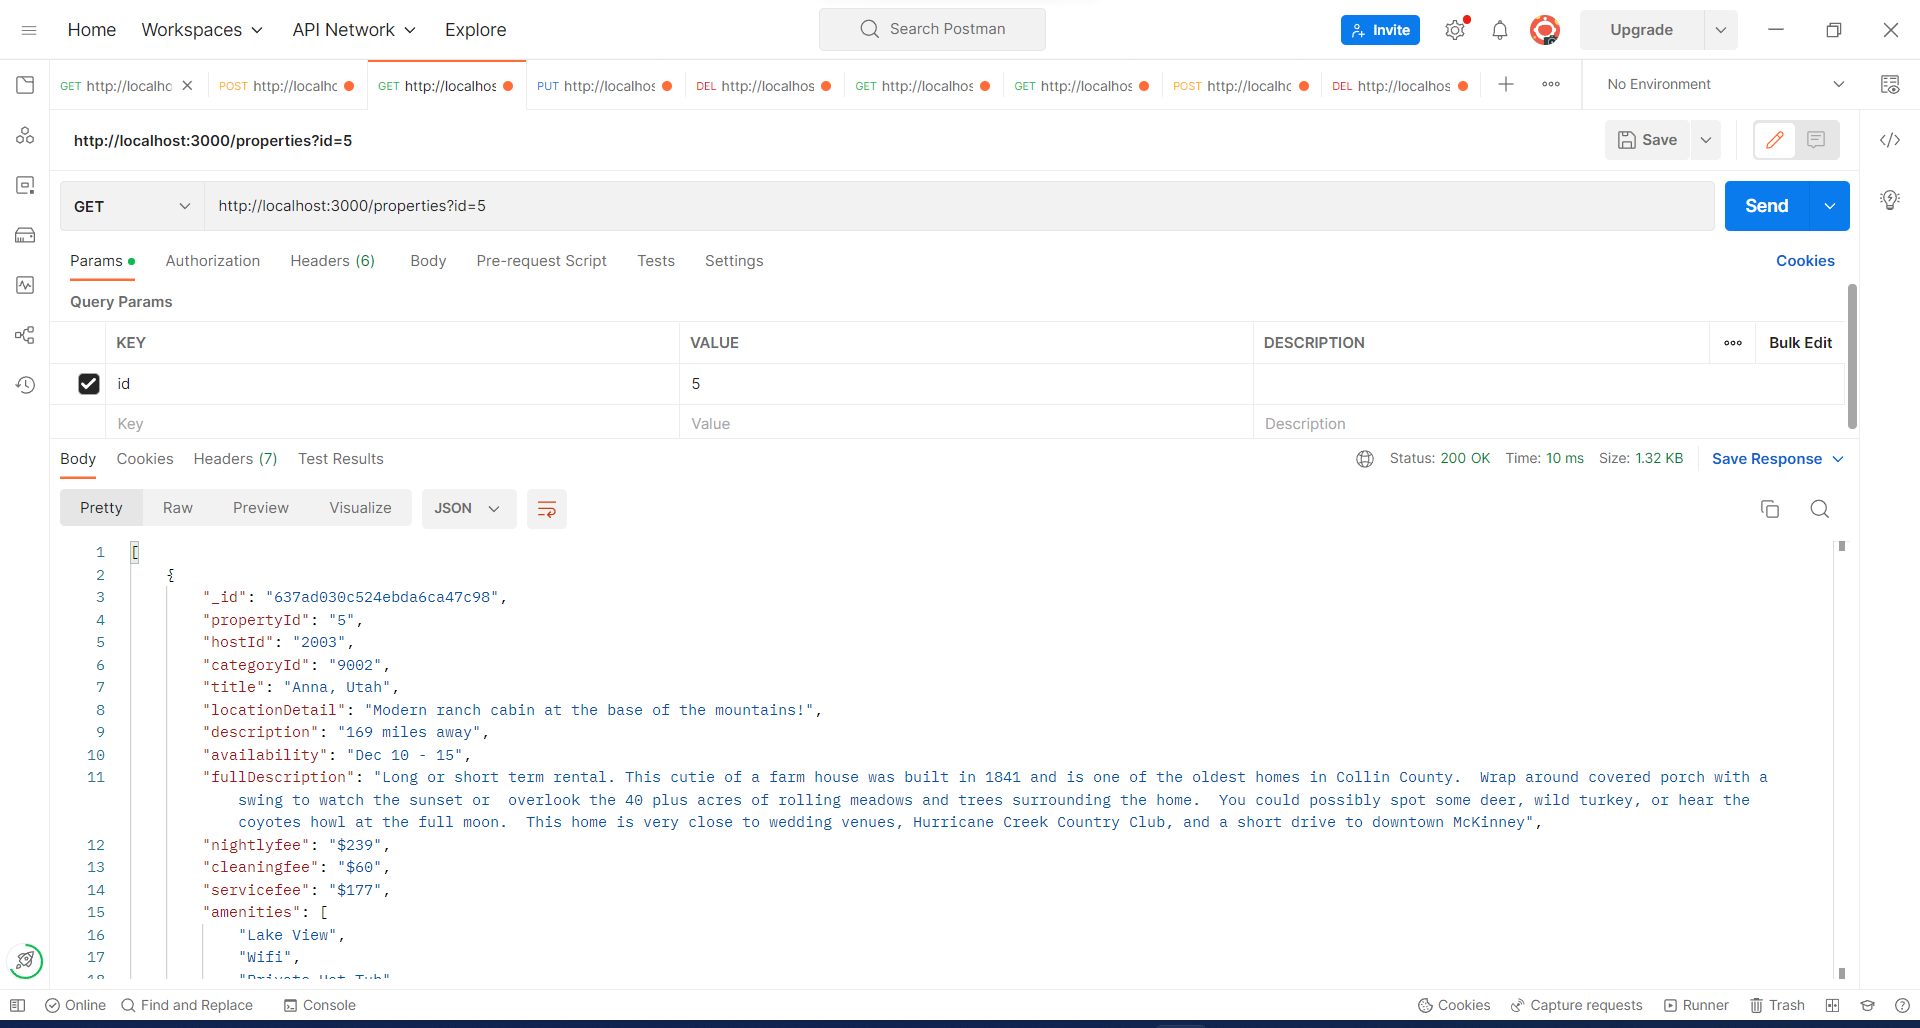 Home Workspaces API Network Explore Search Postman Invite Upgrade
GET http://localho POST http://localhc GET http://localhos PUT http://localhos DEL http://localhos GET http://localhos GET http://localhos POST http://localhc DEL http://localhos No Environment
http://localhost:3000/properties?id=5 Save
GET http://localhost:3000/properties?id=5 Send
Params Authorization Headers (6) Body Pre-request Script Tests Settings Cookies
Query Params
KEY VALUE DESCRIPTION Bulk Edit
id 5
Key Value Description
Body Cookies Headers (7) Test Results Status: 200 OK Time: 10 ms Size: 1.32 KB Save Response
Pretty Raw Preview Visualize JSON
1 [
2 {
3 "_id": "637ad030c524ebda6ca47c98",
4 "propertyId": "5",
5 "hostId": "2003",
6 "categoryId": "9002",
7 "title": "Anna, Utah",
8 "locationDetail": "Modern ranch cabin at the base of the mountains!",
9 "description": "169 miles away",
10 "availability": "Dec 10 - 15",
11 "fullDescription": "Long or short term rental. This cutie of a farm house was built in 1841 and is one of the oldest homes in Collin County.  Wrap around covered porch with a
swing to watch the sunset or  overlook the 40 plus acres of rolling meadows and trees surrounding the home.  You could possibly spot some deer, wild turkey, or hear the
coyotes howl at the full moon.  This home is very close to wedding venues, Hurricane Creek Country Club, and a short drive to downtown McKinney",
12 "nightlyfee": "$239",
13 "cleaningfee": "$60",
14 "servicefee": "$177",
15 "amenities": [
16 "Lake View",
17 "Wifi",
18 "Private Hot Tub"
Online Find and Replace Console Cookies Capture requests Runner Trash